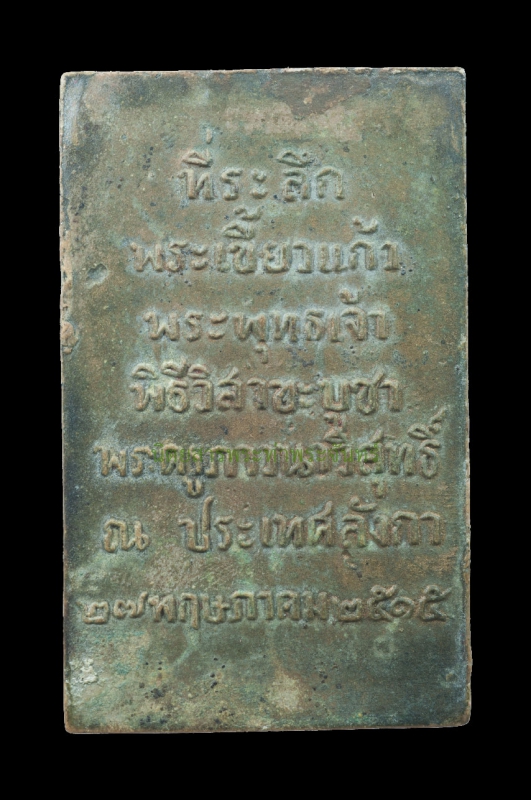 ที่ระลึก
พระเขี้ยวแก้ว
พระพุทธเจ้า
พิธีวิสาขะบูชา
พระครูภาวนาวิสุทธิ์
ณ ประเทศลังกา
๒๗พฤษภาคม๒๕๑๕